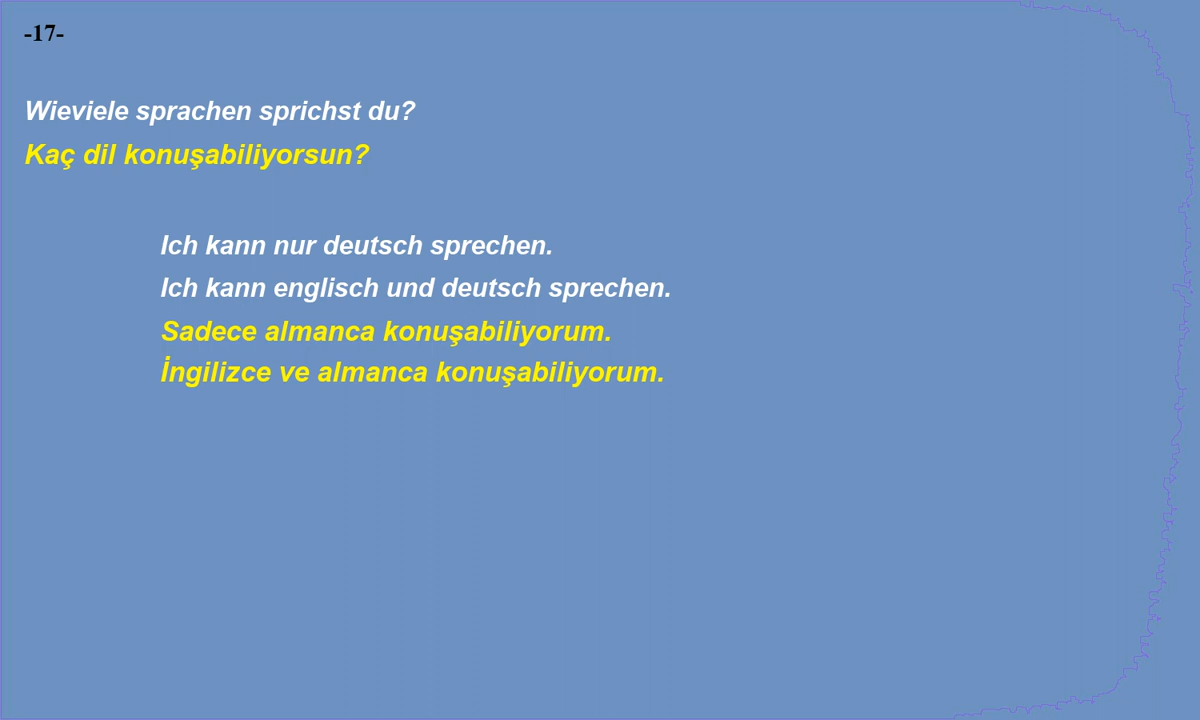 -17-
Wieviele sprachen sprichst du?
Kaç dil konuşabiliyorsun?
Ich kann nur deutsch sprechen.
Ich kann englisch und deutsch sprechen.
Sadece almanca konuşabiliyorum.
İngilizce ve almanca konuşabiliyorum.